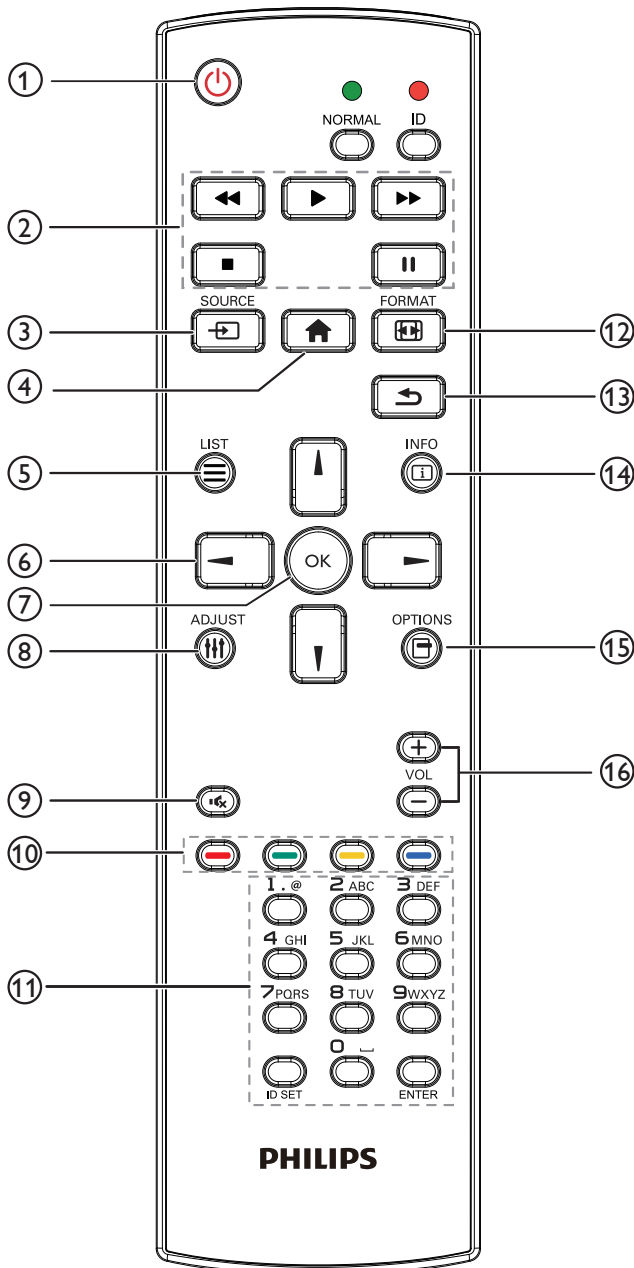 ①
NORMAL ID
②
SOURCE FORMAT
③ ⑫
④
⑬
LIST INFO
⑤ ⑭
⑥
OK
⑦
ADJUST OPTIONS
⑧ ⑮
VOL ⑯
⑨
⑩
1 . @ 2 ABC 3 DEF
4 GHI 5 JKL 6 MNO
⑪
7 PQRS 8 TUV 9 WXYZ
0
ID SET ENTER
PHILIPS